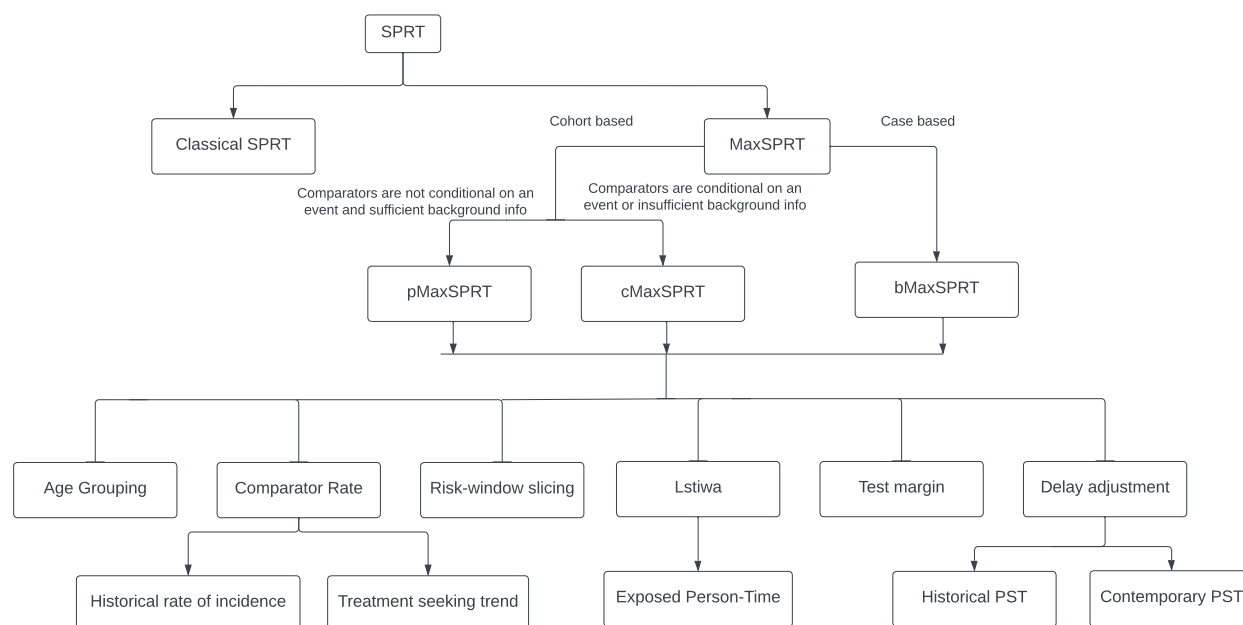 SPRT
Cohort based
Case based
Classical SPRT
MaxSPRT
Comparators are not conditional on an
event and sufficient background info
Comparators are conditional on an
event or insufficient background info
pMaxSPRT
cMaxSPRT
bMaxSPRT
Age Grouping
Comparator Rate
Risk-window slicing
Lstiwa
Test margin
Delay adjustment
Historical rate of incidence
Treatment seeking trend
Exposed Person-Time
Historical PST
Contemporary PST